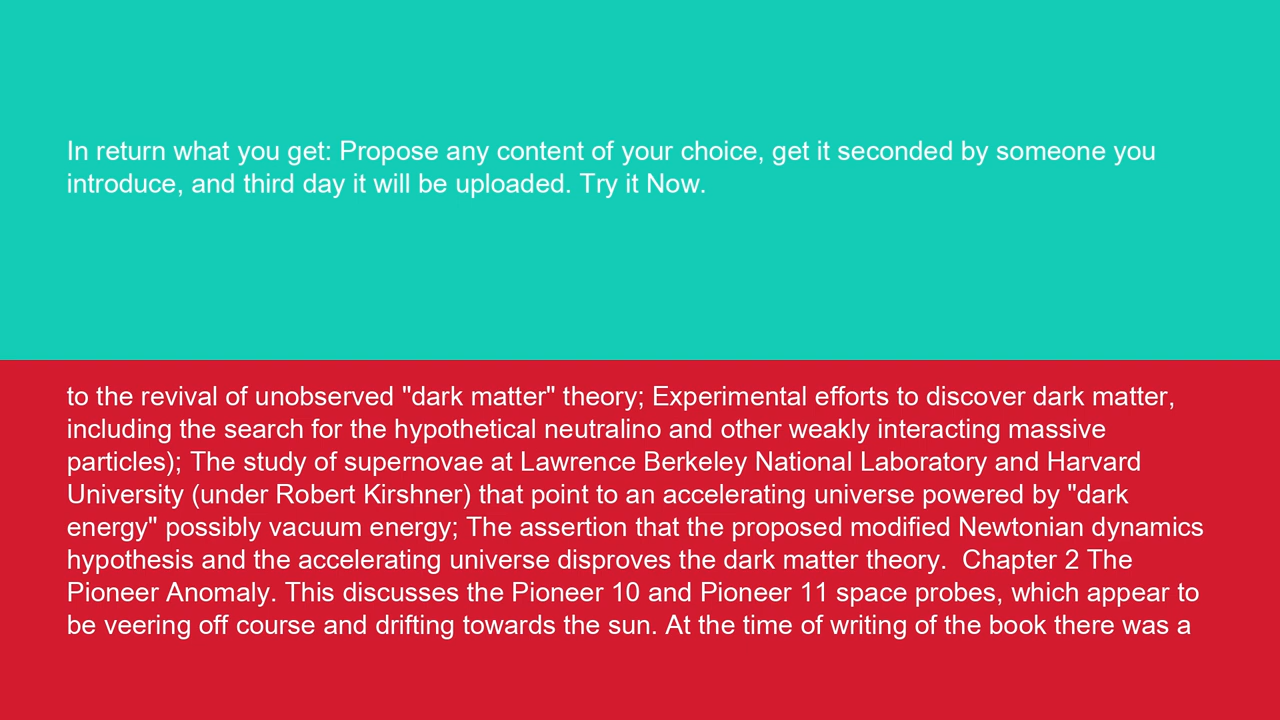 In return what you get: Propose any content of your choice, get it seconded by someone you
introduce, and third day it will be uploaded. Try it Now.
to the revival of unobserved "dark matter" theory; Experimental efforts to discover dark matter,
including the search for the hypothetical neutralino and other weakly interacting massive
particles); The study of supernovae at Lawrence Berkeley National Laboratory and Harvard
University (under Robert Kirshner) that point to an accelerating universe powered by "dark
energy" possibly vacuum energy; The assertion that the proposed modified Newtonian dynamics
hypothesis and the accelerating universe disproves the dark matter theory.  Chapter 2 The
Pioneer Anomaly. This discusses the Pioneer 10 and Pioneer 11 space probes, which appear to
be veering off course and drifting towards the sun. At the time of writing of the book there was a